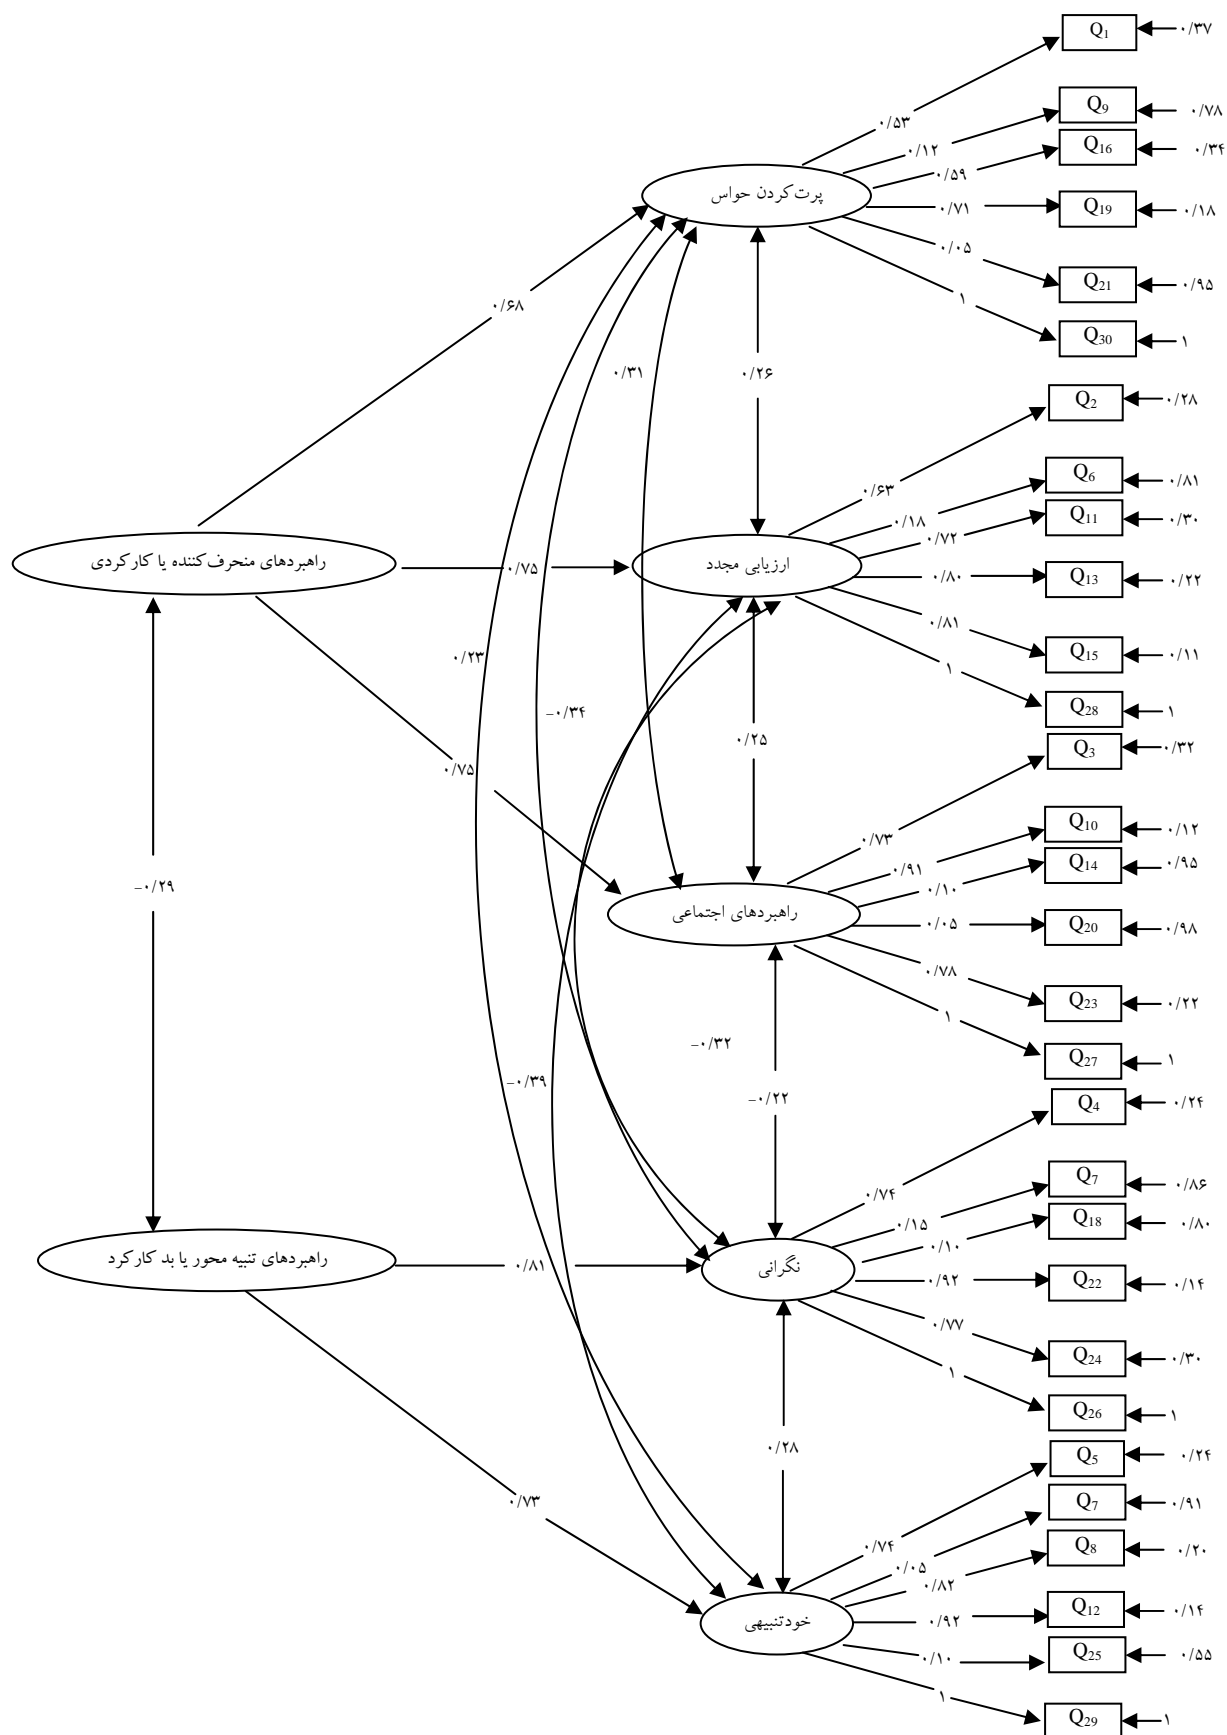 Q1
۰/۳۷
۰/۵۳
Q9
۰/۷۸
۰/۱۲
Q16
۰/۳۴
۰/۵۹
پرت‌کردن حواس
۰/۷۱
Q19
۰/۱۸
۰/۰۵
Q21
۰/۹۵
۱
Q30
۱
۰/۶۸
۰/۳۱
۰/۲۶
Q2
۰/۲۸
۰/۶۳
Q6
۰/۸۱
۰/۱۸
Q11
۰/۳۰
۰/۷۲
راهبردهای منحرف‌کننده یا کارکردی
۰/۷۵
ارزیابی مجدد
۰/۸۰
Q13
۰/۲۲
۰/۸۱
Q15
۰/۱۱
۱
Q28
۱
۰/۲۳
–۰/۳۴
۰/۲۵
۰/۷۵
Q3
۰/۳۲
۰/۷۳
Q10
۰/۱۲
۰/۹۱
Q14
۰/۹۵
۰/۱۰
–۰/۲۹
راهبردهای اجتماعی
۰/۰۵
Q20
۰/۹۸
۰/۷۸
Q23
۰/۲۲
۱
Q27
۱
–۰/۳۲
–۰/۳۹
–۰/۲۲
Q4
۰/۲۴
۰/۷۴
Q7
۰/۸۶
۰/۱۵
Q18
۰/۸۰
۰/۱۰
راهبردهای تنبیه محور یا بد کارکرد
۰/۸۱
نگرانی
۰/۹۲
Q22
۰/۱۴
۰/۷۷
Q24
۰/۳۰
۱
Q26
۱
۰/۲۸
Q5
۰/۲۴
۰/۷۳
۰/۷۴
Q7
۰/۹۱
۰/۰۵
Q8
۰/۲۰
۰/۸۲
خودتنبیهی
۰/۹۲
Q12
۰/۱۴
۰/۱۰
Q25
۰/۵۵
۱
Q29
۱